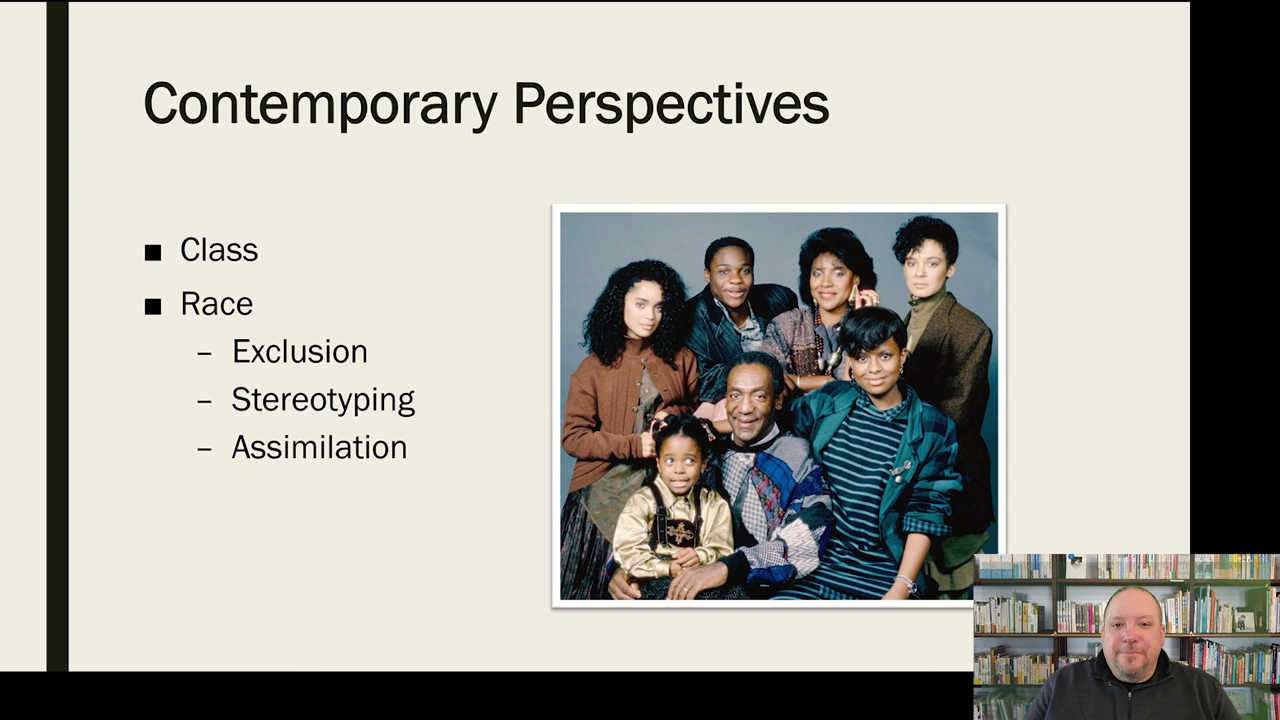 Contemporary Perspectives
■ Class
■ Race
– Exclusion
– Stereotyping
– Assimilation